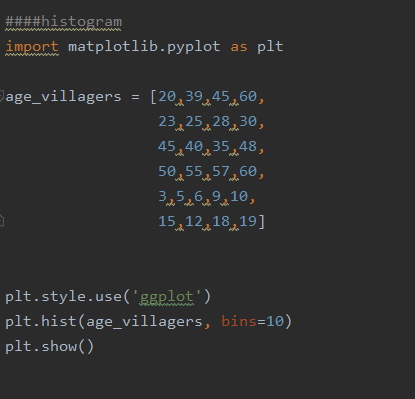 ####histogram
import matplotlib.pyplot as plt
age_villagers = [20,39,45,60,
23,25,28,30,
45,40,35,48,
50,55,57,60,
3,5,6,9,10,
15,12,18,19]
plt.style.use('ggplot')
plt.hist(age_villagers, bins=10)
plt.show()